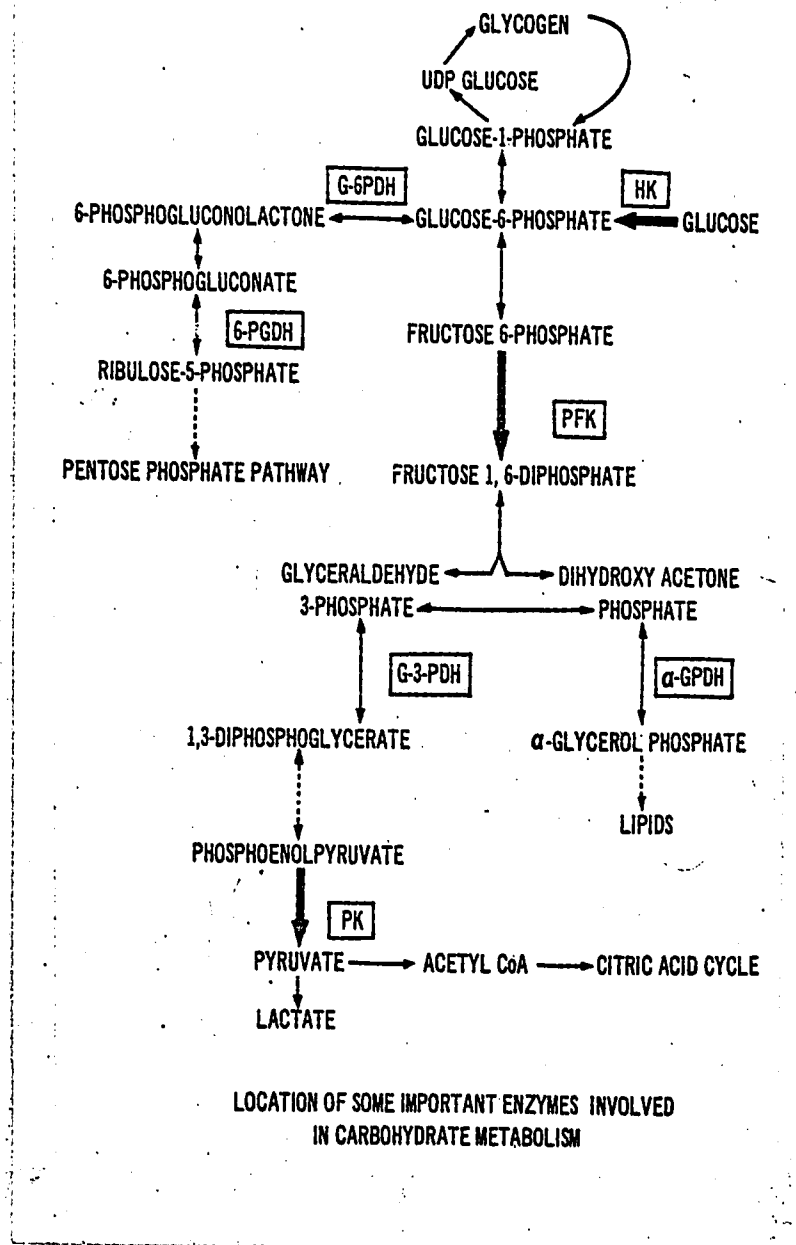 GLYCOGEN
UDP GLUCOSE
GLUCOSE-1-PHOSPHATE
G-6PDH
HK
6-PHOSPHOGLUCONOLACTONE
GLUCOSE-6-PHOSPHATE
GLUCOSE
6-PHOSPHOGLUCONATE
6-PGDH
FRUCTOSE 6-PHOSPHATE
RIBULOSE-5-PHOSPHATE
PFK
PENTOSE PHOSPHATE PATHWAY
FRUCTOSE 1, 6-DIPHOSPHATE
GLYCERALDEHYDE
3-PHOSPHATE
DIHYDROXY ACETONE
PHOSPHATE
G-3-PDH
α-GPDH
1,3-DIPHOSPHOGLYCERATE
α-GLYCEROL PHOSPHATE
LIPIDS
PHOSPHOENOLPYRUVATE
PK
PYRUVATE
ACETYL CoA
CITRIC ACID CYCLE
LACTATE
LOCATION OF SOME IMPORTANT ENZYMES INVOLVED
IN CARBOHYDRATE METABOLISM